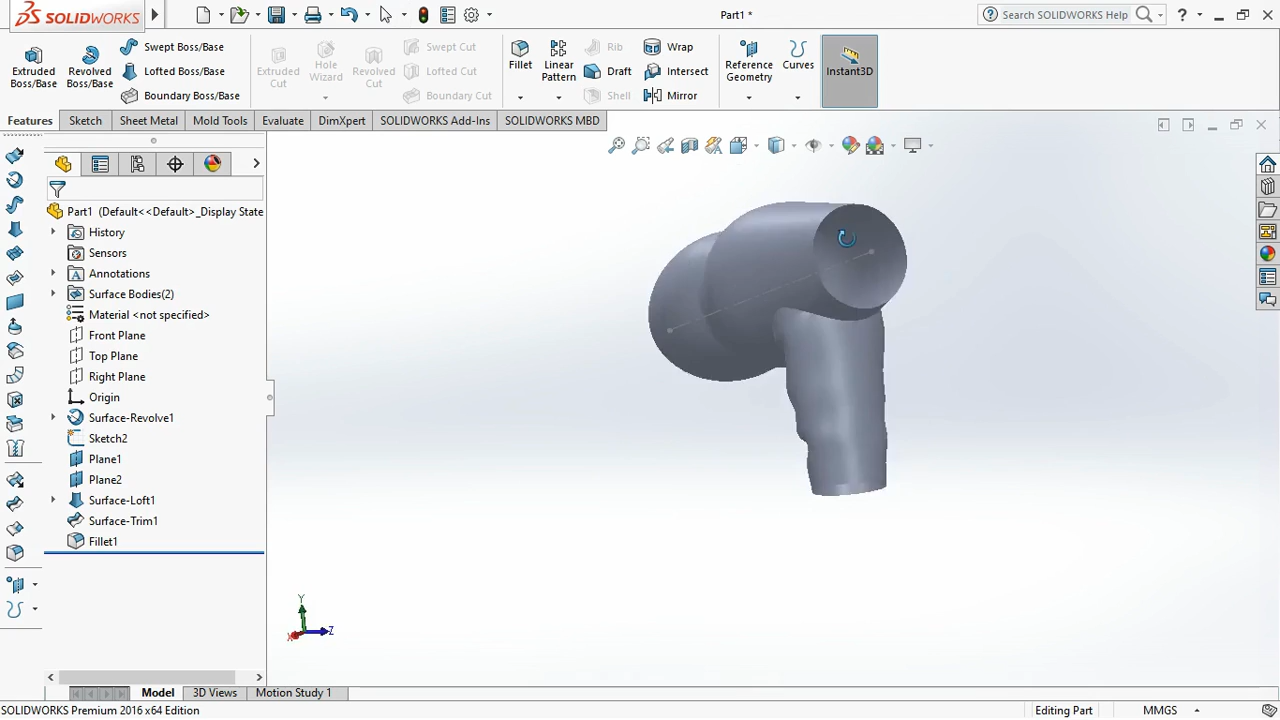 SOLIDWORKS
Part1 *
Search SOLIDWORKS Help
?
Extruded Boss/Base
Revolved Boss/Base
Swept Boss/Base
Lofted Boss/Base
Boundary Boss/Base
Extruded Cut
Hole Wizard
Revolved Cut
Swept Cut
Lofted Cut
Boundary Cut
Fillet
Linear Pattern
Rib
Draft
Shell
Wrap
Intersect
Mirror
Reference Geometry
Curves
Instant3D
Features
Sketch
Sheet Metal
Mold Tools
Evaluate
DimXpert
SOLIDWORKS Add-Ins
SOLIDWORKS MBD
Part1 (Default<<Default>_Display State
History
Sensors
Annotations
Surface Bodies(2)
Material <not specified>
Front Plane
Top Plane
Right Plane
Origin
Surface-Revolve1
Sketch2
Plane1
Plane2
Surface-Loft1
Surface-Trim1
Fillet1
Y
X
Z
Model
3D Views
Motion Study 1
SOLIDWORKS Premium 2016 x64 Edition
Editing Part
MMGS